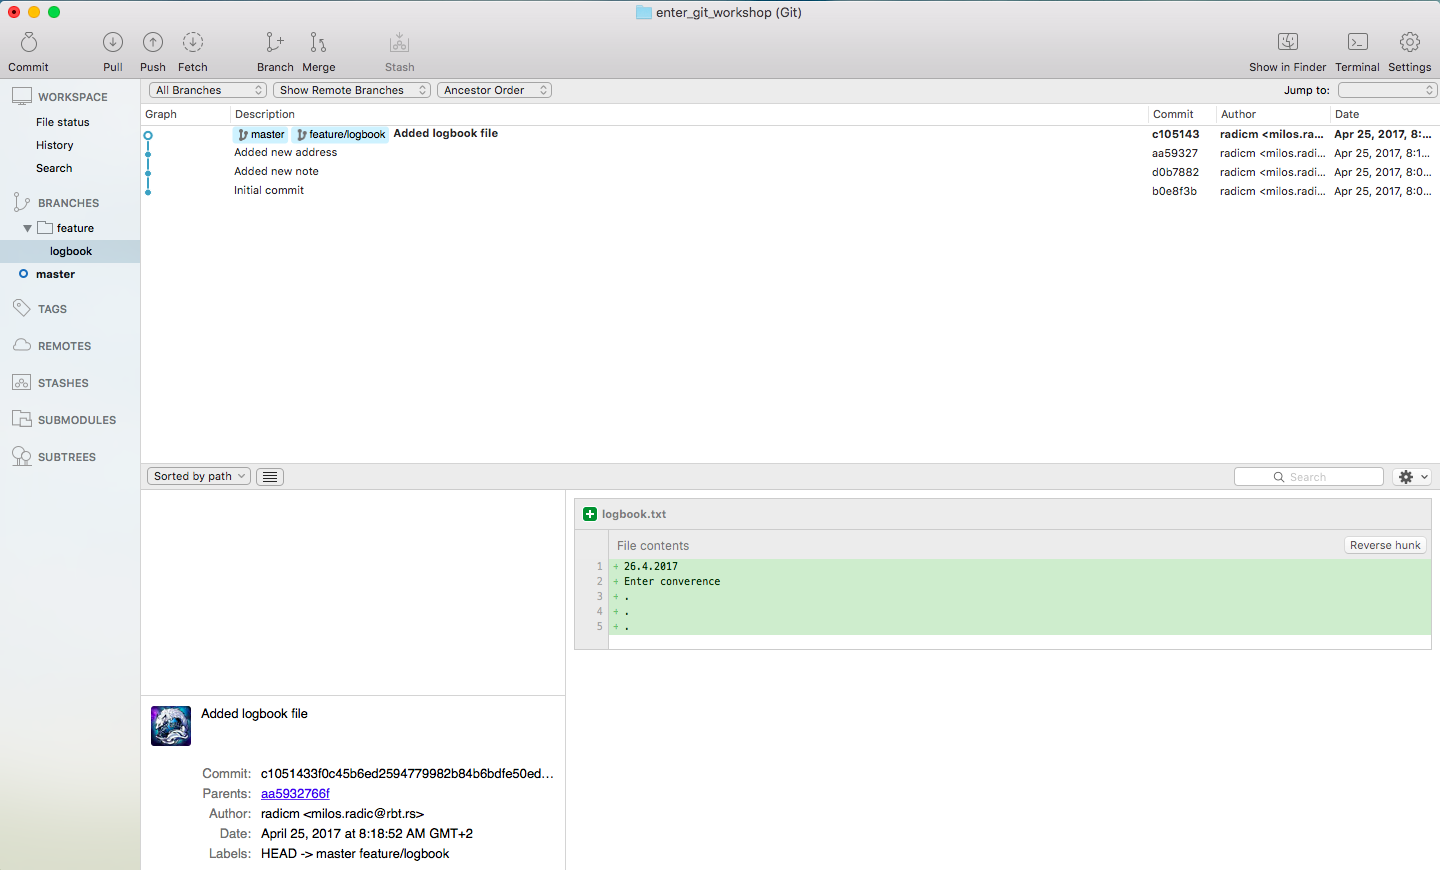 enter_git_workshop (Git)
Commit Pull Push Fetch Branch Merge Stash Show in Finder Terminal Settings
WORKSPACE
File status
History
Search
BRANCHES
feature
logbook
master
TAGS
REMOTES
STASHES
SUBMODULES
SUBTREES
All Branches Show Remote Branches Ancestor Order Jump to:
Graph Description Commit Author Date
master feature/logbook Added logbook file c105143 radicm <milos.ra... Apr 25, 2017, 8:...
Added new address aa59327 radicm <milos.radi... Apr 25, 2017, 8:1...
Added new note d0b7882 radicm <milos.radi... Apr 25, 2017, 8:0...
Initial commit b0e8f3b radicm <milos.radi... Apr 25, 2017, 8:0...
Sorted by path Search
Added logbook file
Commit: c1051433f0c45b6ed2594779982b84b6bdfe50ed...
Parents: aa5932766f
Author: radicm <milos.radic@rbt.rs>
Date: April 25, 2017 at 8:18:52 AM GMT+2
Labels: HEAD -> master feature/logbook
logbook.txt
File contents Reverse hunk
1 + 26.4.2017
2 + Enter converence
3 + .
4 + .
5 + .